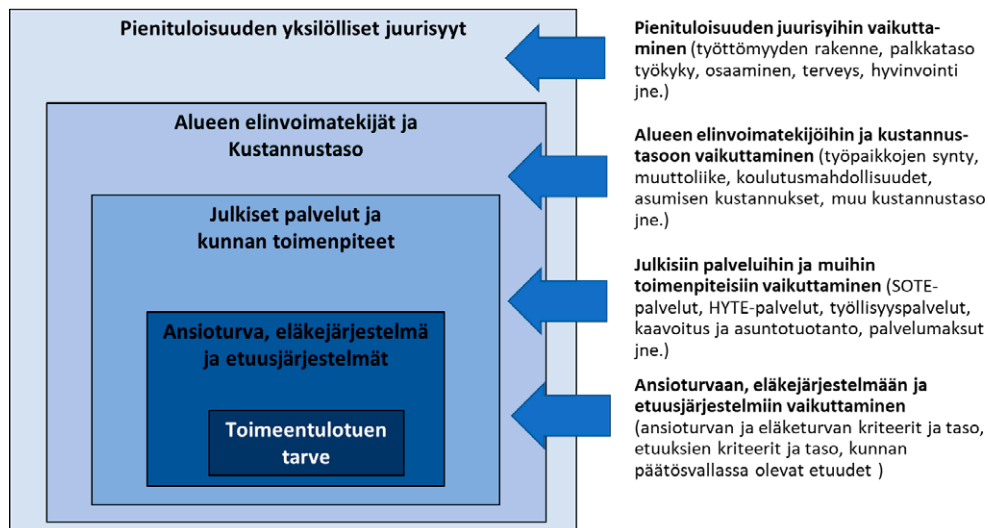 Pienituloisuuden yksilölliset juurisyyt
Alueen elinvoimatekijät ja
Kustannustaso
Julkiset palvelut ja
kunnan toimenpiteet
Ansioturva, eläkejärjestelmä
ja etuusjärjestelmät
Toimeentulotuen
tarve
Pienituloisuuden juurisyihin vaikutta-
minen (työttömyyden rakenne, palkkataso
työkyky, osaaminen, terveys, hyvinvointi
jne.)
Alueen elinvoimatekijöihin ja kustannus-
tasoon vaikuttaminen (työpaikkojen synty,
muuttoliike, koulutusmahdollisuudet,
asumisen kustannukset, muu kustannustaso
jne.)
Julkisiin palveluihin ja muihin
toimenpiteisiin vaikuttaminen (SOTE-
palvelut, HYTE-palvelut, työllisyyspalvelut,
kaavoitus ja asuntotuotanto, palvelumaksut
jne.)
Ansioturvaan, eläkejärjestelmään ja
etuusjärjestelmiin vaikuttaminen
(ansioturvan ja eläketurvan kriteerit ja taso,
etuuksien kriteerit ja taso, kunnan
päätösvallassa olevat etuudet )